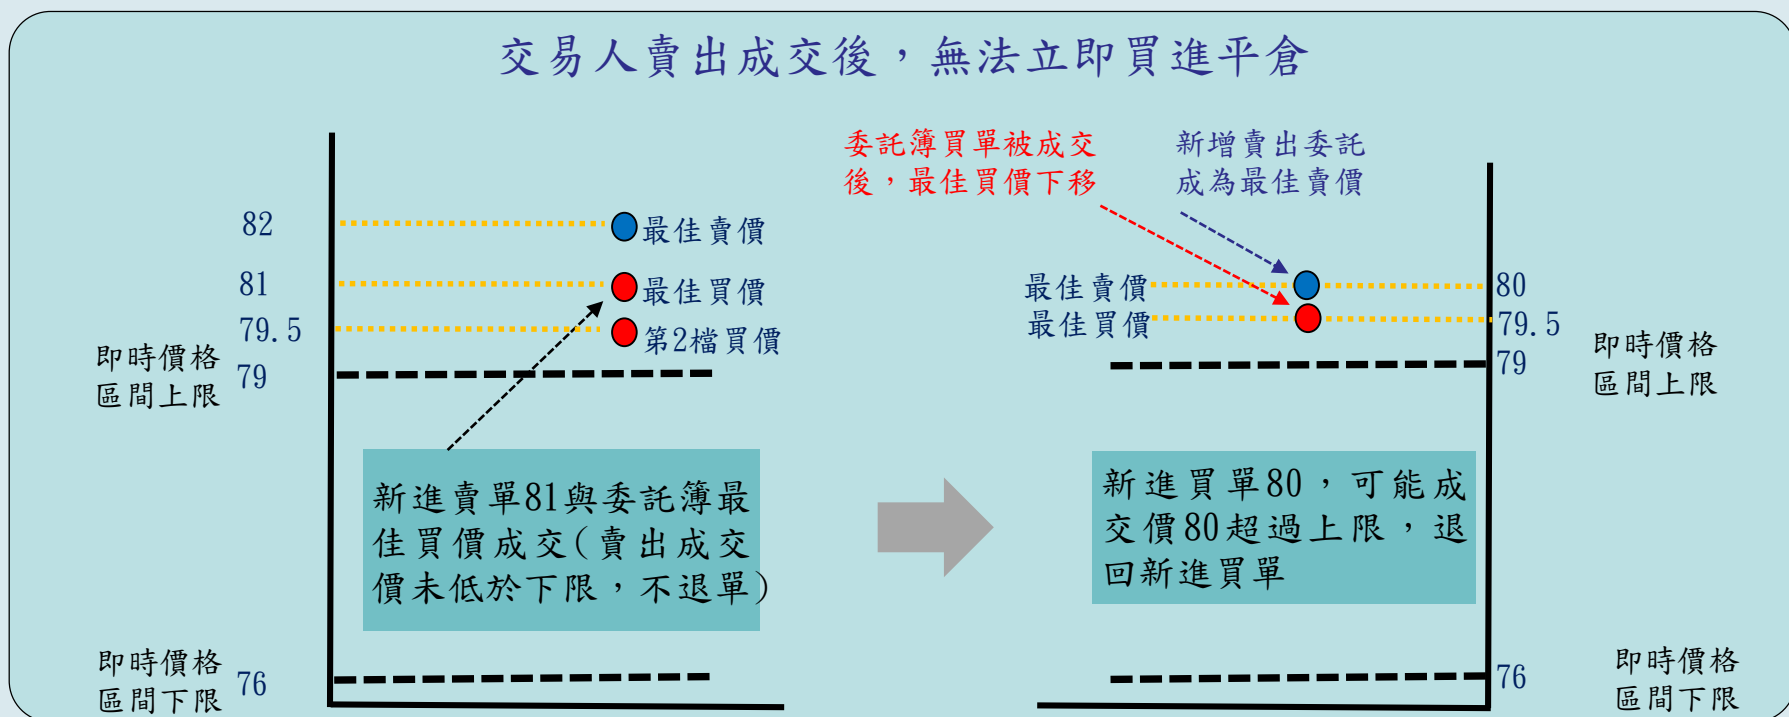 交易人賣出成交後，無法立即買進平倉
82
81
79.5
即時價格
區間上限
79
最佳賣價
最佳買價
第2檔買價
新進賣單81與委託簿最
佳買價成交(賣出成交
價未低於下限，不退單)
即時價格
區間下限
76
委託簿買單被成交
後，最佳買價下移
新增賣出委託
成為最佳賣價
最佳賣價
最佳買價
80
79.5
79
即時價格
區間上限
新進買單80，可能成
交價80超過上限，退
回新進買單
76
即時價格
區間下限